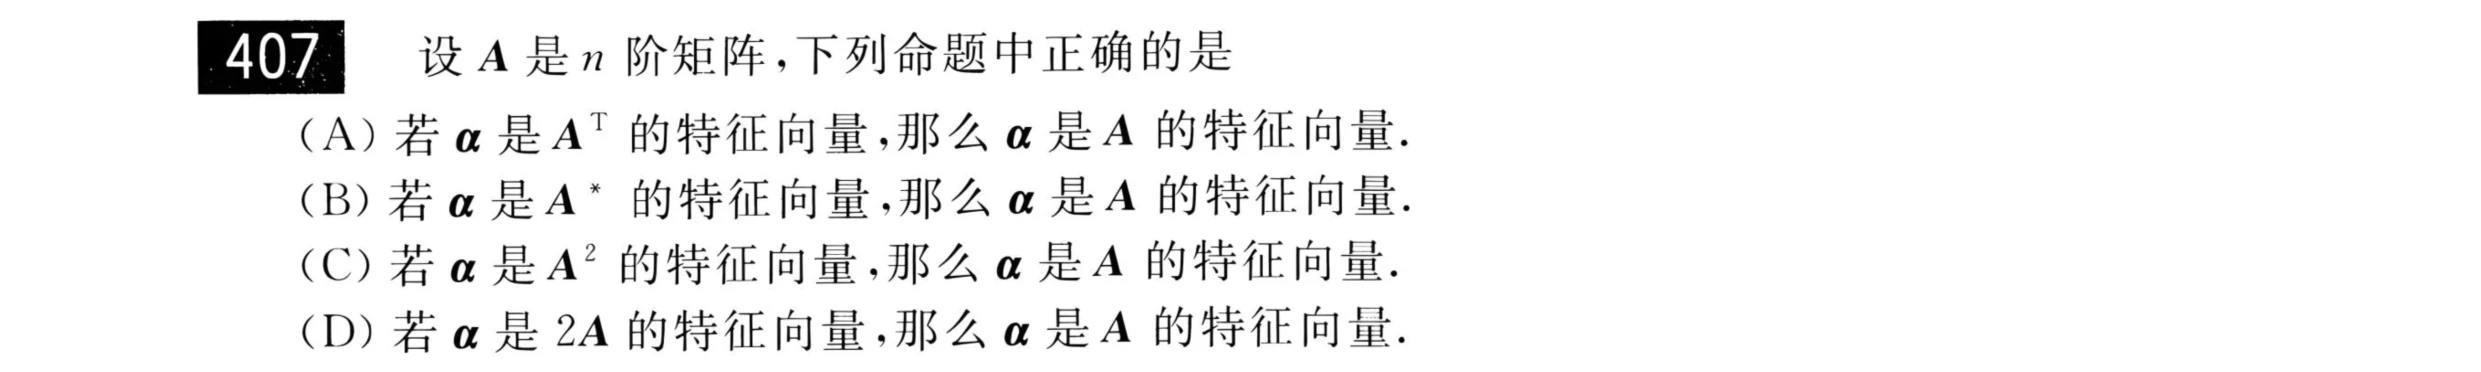 407 设 A 是 n 阶矩阵,下列命题中正确的是
(A) 若 α 是 Aᵀ 的特征向量,那么 α 是 A 的特征向量.
(B) 若 α 是 A* 的特征向量,那么 α 是 A 的特征向量.
(C) 若 α 是 A² 的特征向量,那么 α 是 A 的特征向量.
(D) 若 α 是 2A 的特征向量,那么 α 是 A 的特征向量.